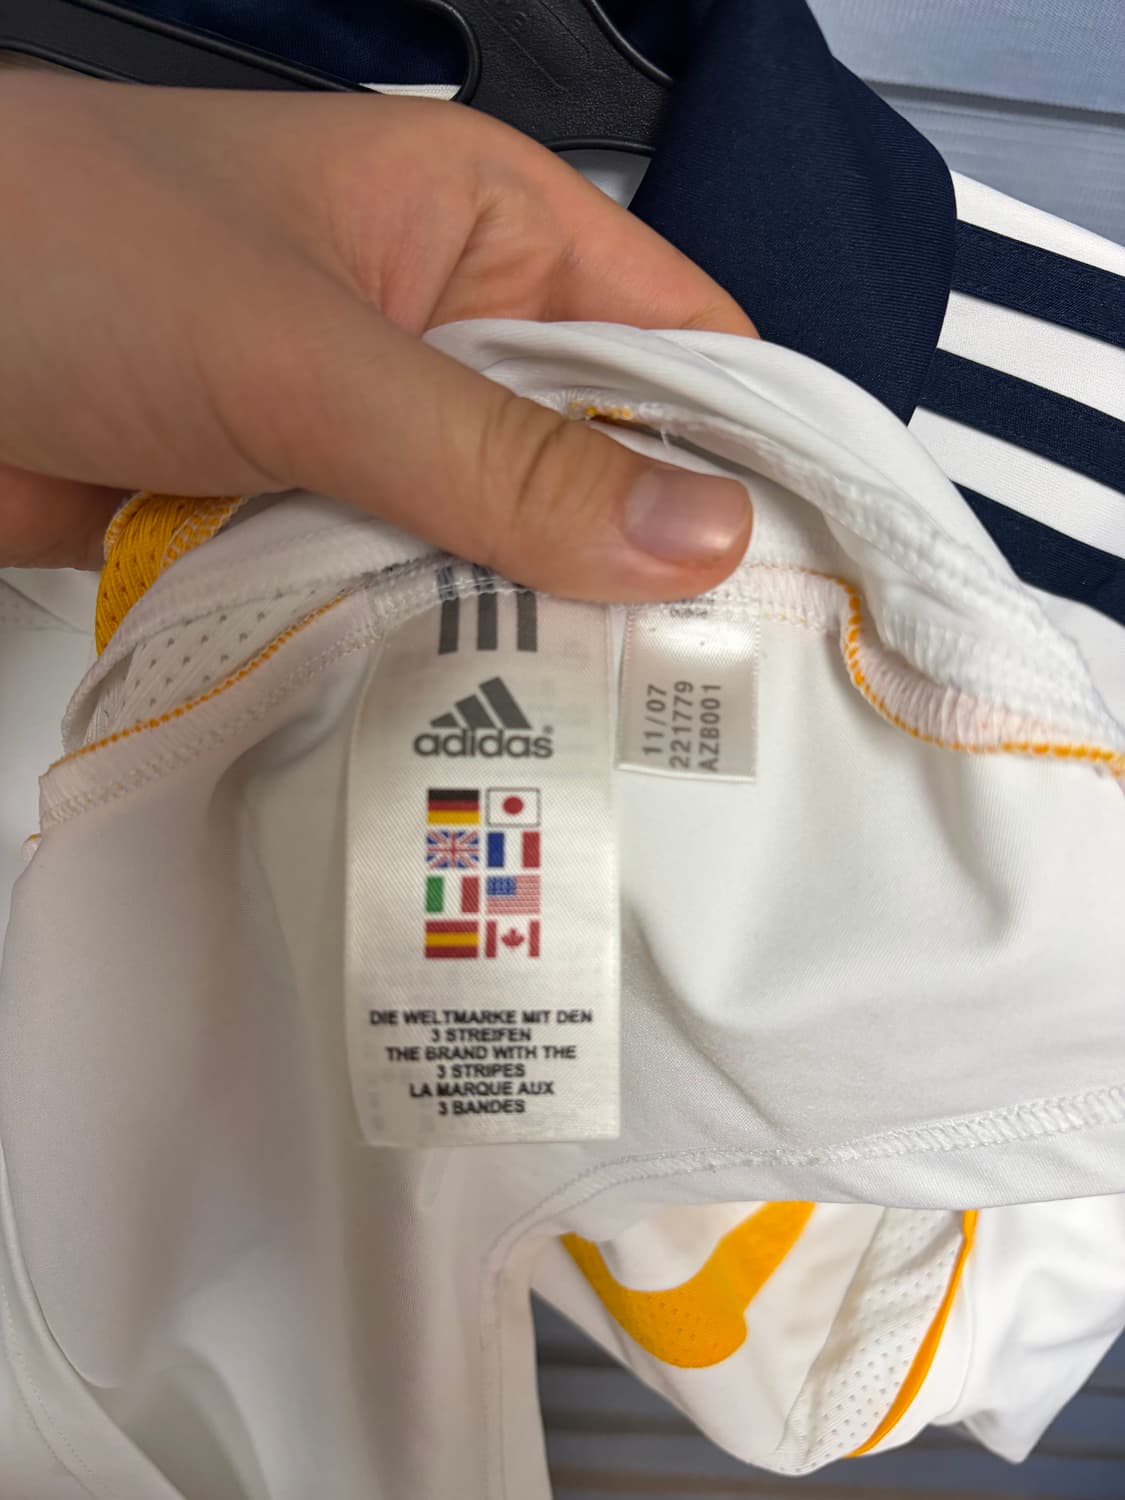 adidas
DIE WELTMARKE MIT DEN
3 STREIFEN
THE BRAND WITH THE
3 STRIPES
LA MARQUE AUX
3 BANDES
11/07
221779
AZB001